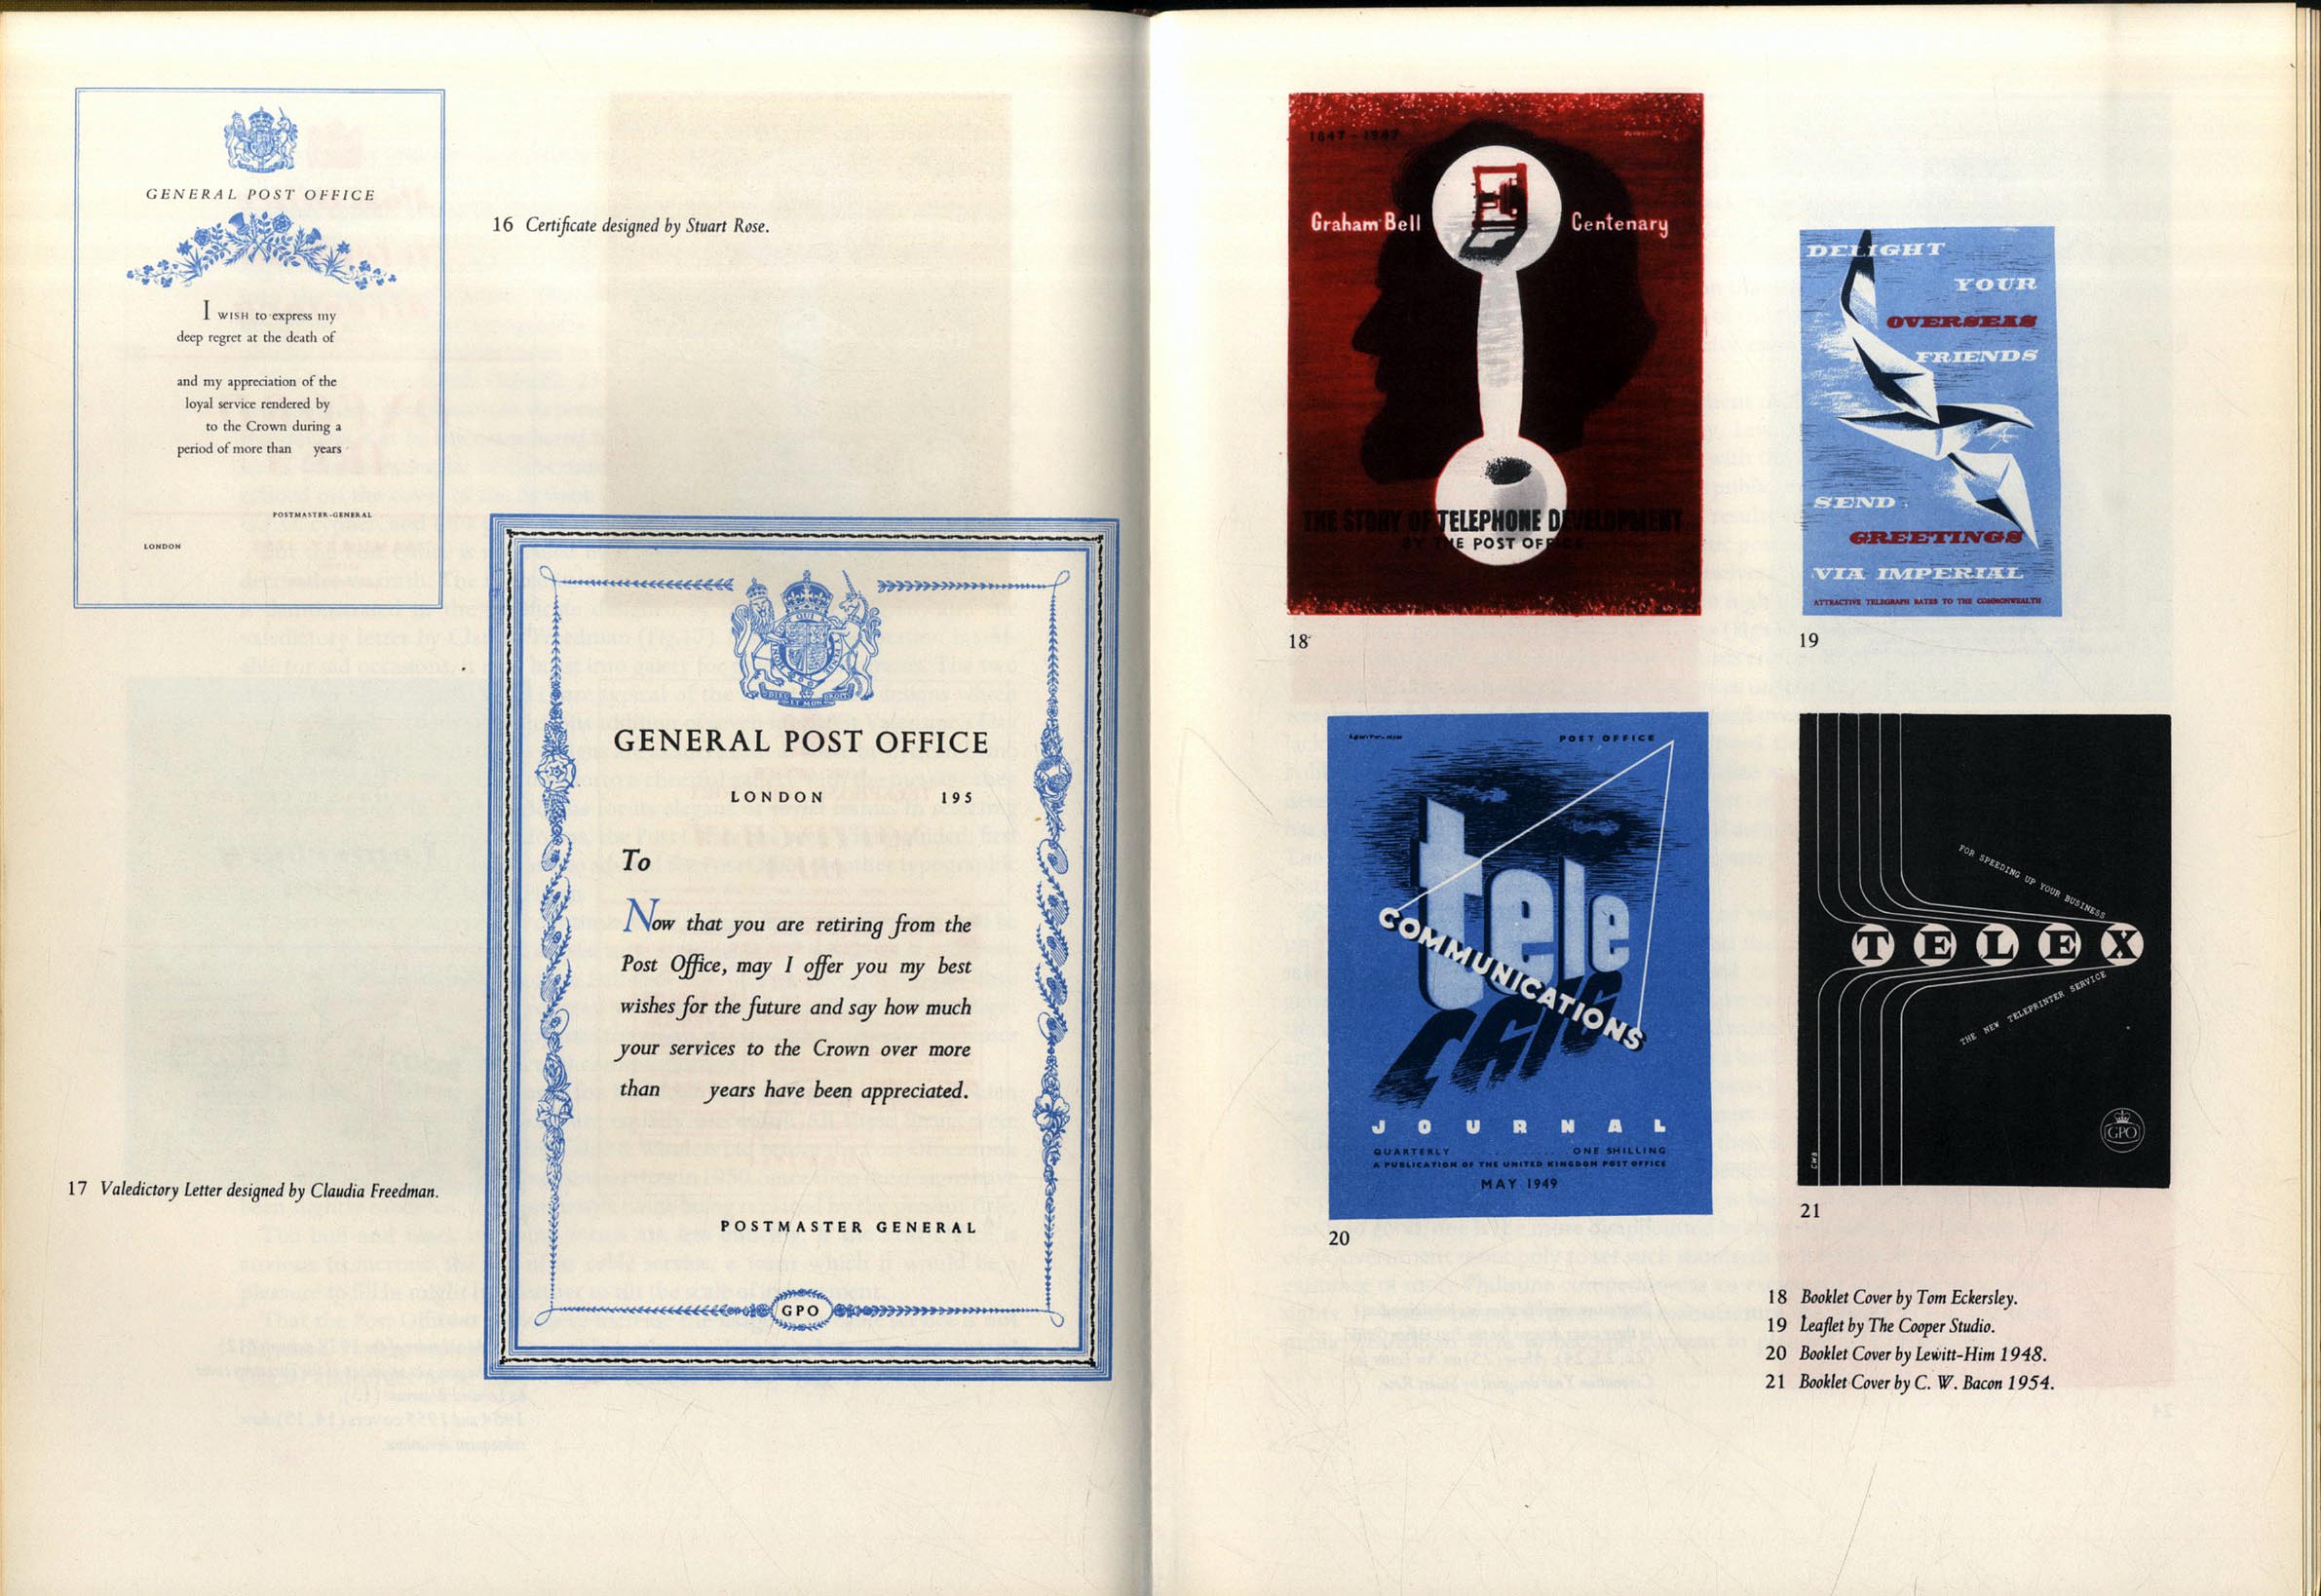 GENERAL POST OFFICE
I WISH to express my
deep regret at the death of
and my appreciation of the
loyal service rendered by
to the Crown during a
period of more than years
POSTMASTER-GENERAL
LONDON
16 Certificate designed by Stuart Rose.
GENERAL POST OFFICE
LONDON 195
To
Now that you are retiring from the
Post Office, may I offer you my best
wishes for the future and say how much
your services to the Crown over more
than years have been appreciated.
POSTMASTER GENERAL
GPO
17 Valedictory Letter designed by Claudia Freedman.
1847-1947
Graham Bell Centenary
THE STORY OF TELEPHONE DEVELOPMENT
BY THE POST OFFICE
18
DELIGHT
YOUR
OVERSEAS
FRIENDS
SEND
GREETINGS
VIA IMPERIAL
ATTRACTIVE TELEGRAPH RATES TO THE COMMONWEALTH
19
LEWITT-HIM
POST OFFICE
tele
COMMUNICATIONS
JOURNAL
QUARTERLY ONE SHILLING
A PUBLICATION OF THE UNITED KINGDOM POST OFFICE
MAY 1949
20
FOR SPEEDING UP YOUR BUSINESS
TELEX
THE NEW TELEPRINTER SERVICE
GPO
CWB
21
18 Booklet Cover by Tom Eckersley.
19 Leaflet by The Cooper Studio.
20 Booklet Cover by Lewitt-Him 1948.
21 Booklet Cover by C. W. Bacon 1954.